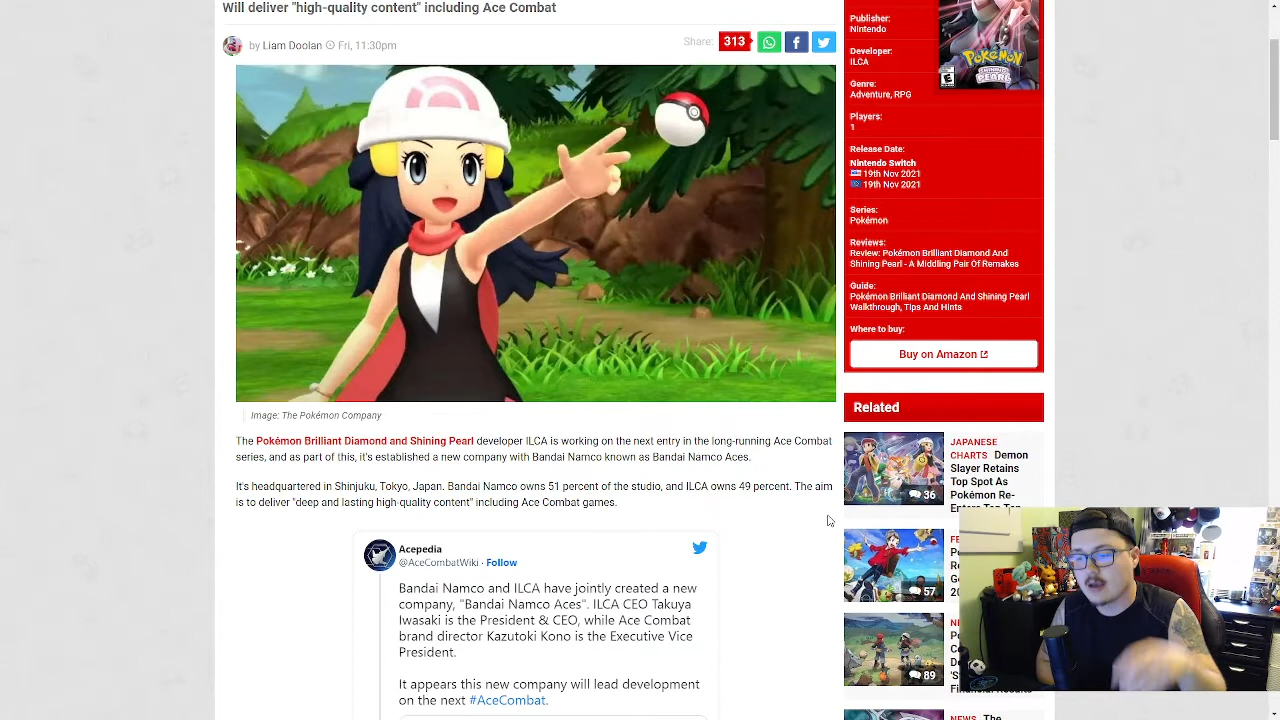 Will deliver "high-quality content" including Ace Combat
by Liam Doolan Fri, 11:30pm
Share: 313
Image: The Pokémon Company
The Pokémon Brilliant Diamond and Shining Pearl developer ILCA is working on the next entry in the long-running Ace Combat
series, and as part of this, it's established a new company with Bandai Namco known as Bandai Namco Aces.
It's headquartered in Shinjuku, Tokyo, Japan. Bandai Namco owns 51 percent of the studio, and ILCA owns 49 percent. The aim
is to deliver "deep and lasting high-quality content" including Ace Combat games.
Acepedia
@AceCombatWiki · Follow
Bandai Namco and ILCA have jointly created a new
company, "Bandai Namco Aces". ILCA CEO Takuya
Iwasaki is the President & CEO, while Ace Combat
brand director Kazutoki Kono is the Executive Vice
President.
It appears this new company will lead development
on the next #AceCombat.
Publisher:
Nintendo
Developer:
ILCA
Genre:
Adventure, RPG
Players:
1
Release Date:
Nintendo Switch
19th Nov 2021
19th Nov 2021
Series:
Pokémon
Reviews:
Review: Pokémon Brilliant Diamond And
Shining Pearl - A Middling Pair Of Remakes
Guide:
Pokémon Brilliant Diamond And Shining Pearl
Walkthrough, Tips And Hints
Where to buy:
Buy on Amazon
POKÉMON
PEARL
E
Related
JAPANESE
CHARTS Demon
Slayer Retains
Top Spot As
Pokémon Re-
36
57
89
NEWS The